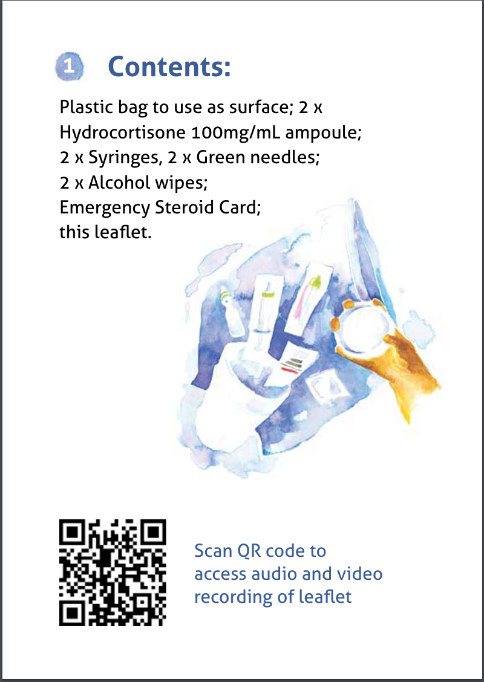 1 Contents:
Plastic bag to use as surface; 2 x
Hydrocortisone 100mg/mL ampoule;
2 x Syringes, 2 x Green needles;
2 x Alcohol wipes;
Emergency Steroid Card;
this leaflet.
Scan QR code to
access audio and video
recording of leaflet